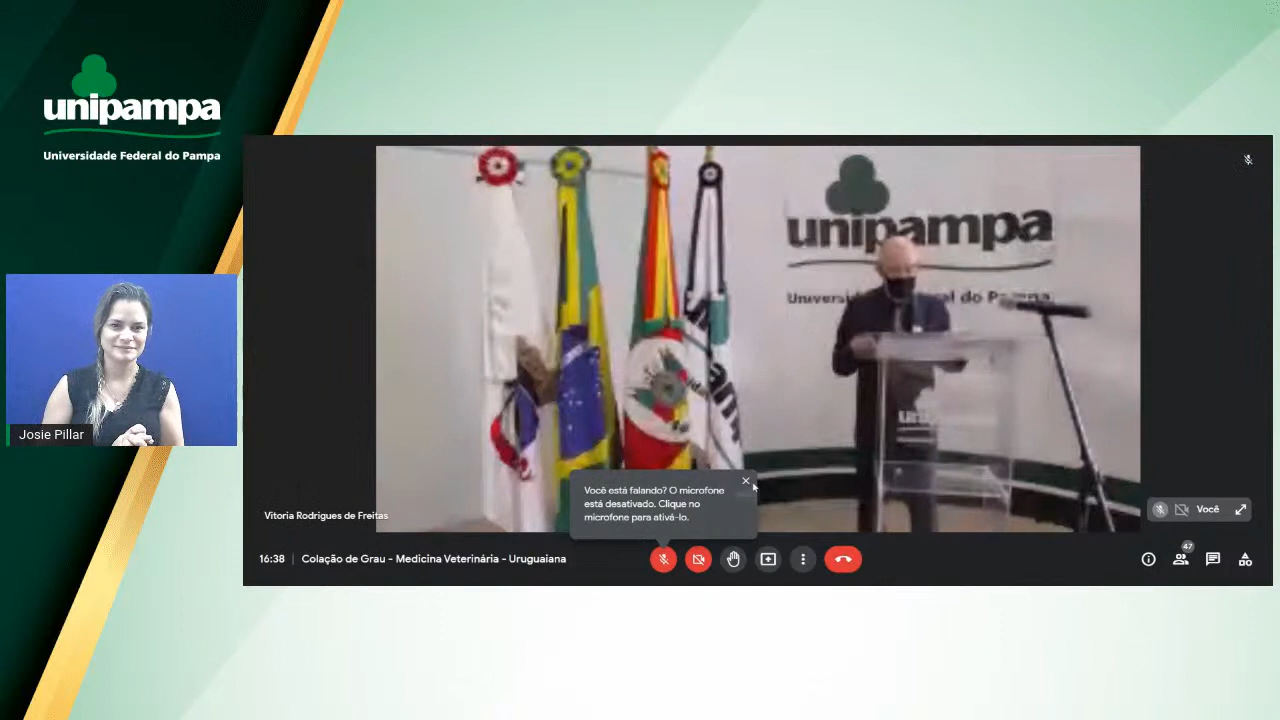 unipampa
Universidade Federal do Pampa
Josie Pillar
unipampa
Vitoria Rodrigues de Freitas
Você está falando? O microfone
está desativado. Clique no
microfone para ativá-lo.
Você
16:38 | Colação de Grau - Medicina Veterinária - Uruguaiana
47